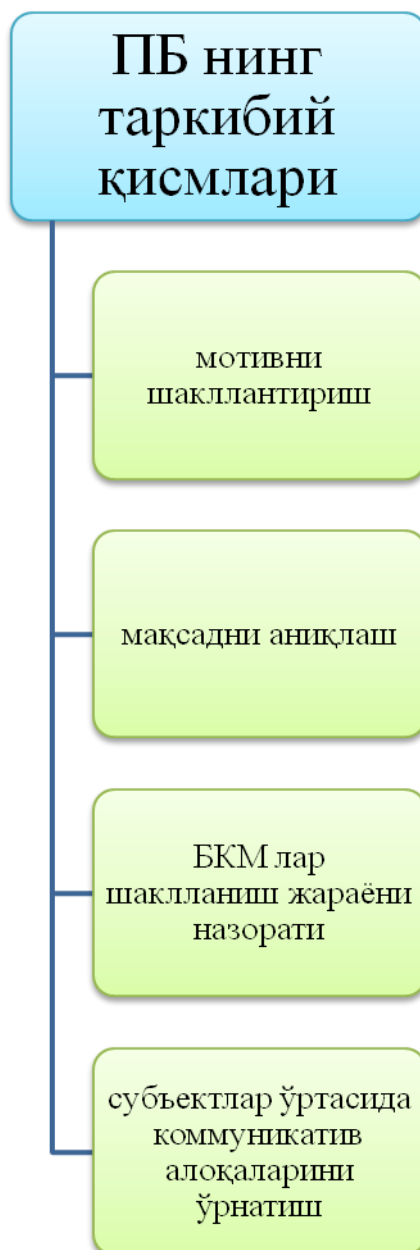 ПБ нинг
таркибий
қисмлари
мотивни
шакллантириш
мақсадни аниқлаш
БКМ лар
шаклланиш жараёни
назорати
субъектлар ўртасида
коммуникатив
алоқаларини
ўрнатиш